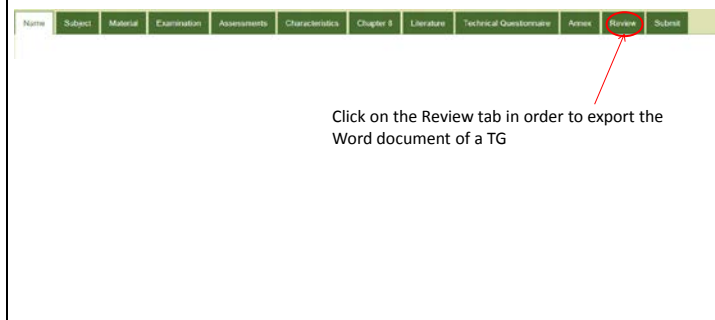 Name Subject Material Examination Assessments Characteristics Chapter 8 Literature Technical Questionnaire Annex Review Submit
Click on the Review tab in order to export the
Word document of a TG